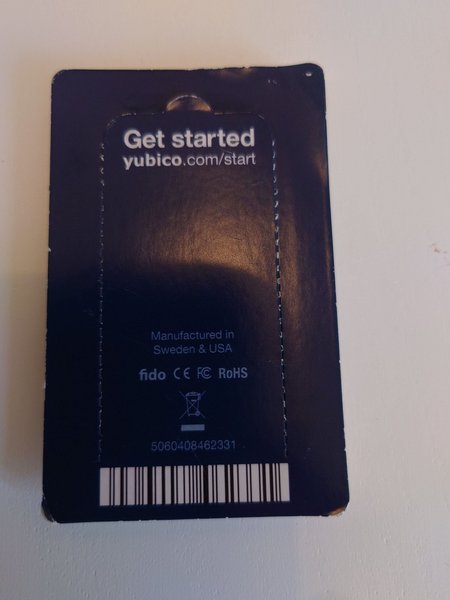 Get started
yubico.com/start
Manufactured in
Sweden & USA
fido CE FC RoHS
5060408462331